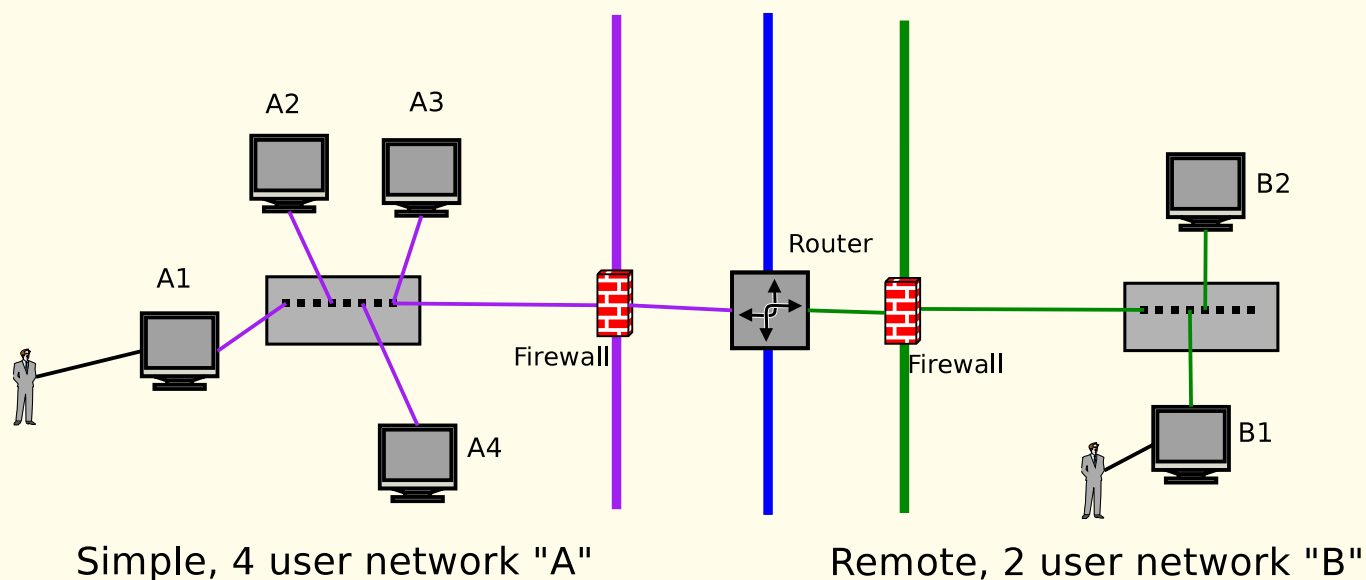 A2
A3
A1
A4
Firewall
Router
Firewall
B2
B1
Simple, 4 user network "A"
Remote, 2 user network "B"